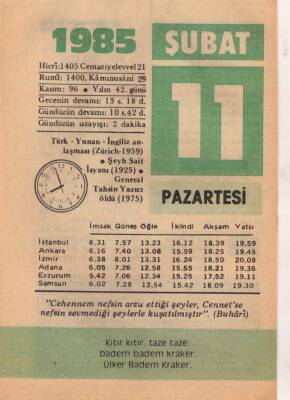 1985 ŞUBAT
Hicrî:1405 Cemaziyelevvel 21
Rumî: 1400, Kânunusâni 29
Kasım: 96 • Yılın 42. günü
Gecenin devamı: 13 s. 18 d.
Gündüzün devamı: 10 s. 42 d.
Gündüzün uzayışı: 2 dakika
11
PAZARTESİ
Türk - Yunan - İngiliz an-
laşması (Zürich-1959)
• Şeyh Sait
İsyanı (1925) •
General
Tahsin Yazıcı
öldü (1975)
İmsak Güneş Öğle İkindi Akşam Yatsı
İstanbul 6.31 7.57 13.23 16.12 18.39 19.59
Ankara 6.16 7.40 13.08 15.59 18.25 19.45
İzmir 6.38 8.01 13.31 16.24 18.50 20.08
Adana 6.05 7.26 12.58 15.55 18.21 19.36
Erzurum 5.42 7.06 12.34 15.25 17.52 19.11
Samsun 6.02 7.28 12.54 15.42 18.09 19.30
"Cehennem nefsin arzu ettiği şeyler, Cennet'se
nefsin sevmediği şeylerle kuşatılmıştır". (Buharî)
Kıtır kıtır, taze taze,
badem badem kraker.
Ülker Badem Kraker.